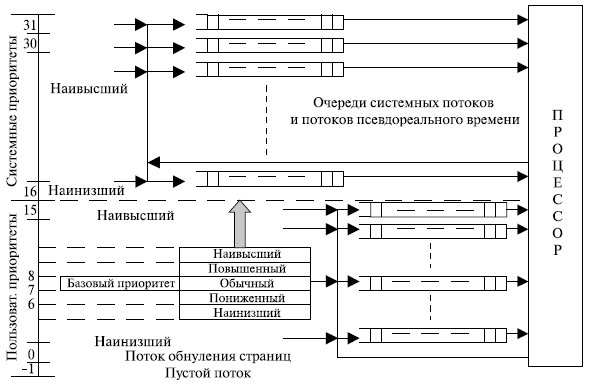 Системные приоритеты
31
30
16
Наивысший
Наинизший
Очереди системных потоков
и потоков псевдореального времени
ПРОЦЕССОР
Пользоват. приоритеты
15
8
7
6
0
-1
Наивысший
Базовый приоритет
Наивысший
Повышенный
Обычный
Пониженный
Наинизший
Наинизший
Поток обнуления страниц
Пустой поток